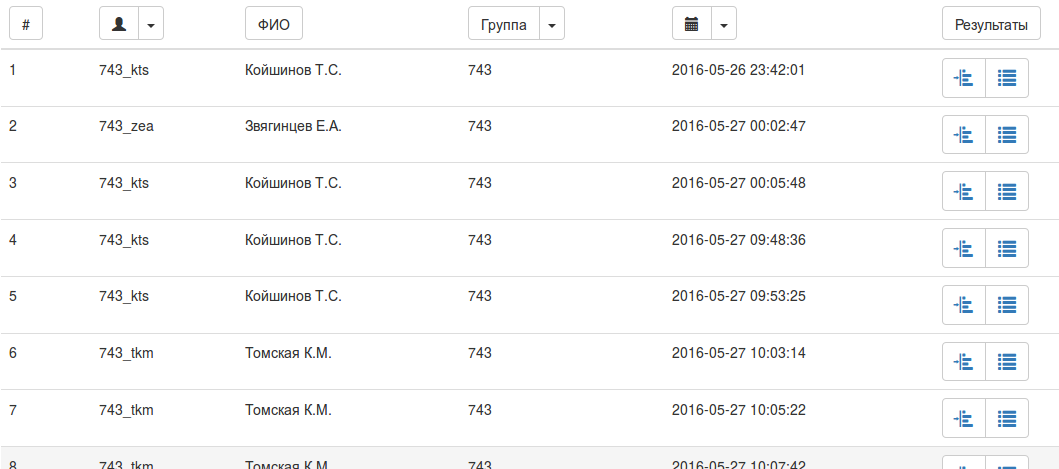 # ФИО Группа Результаты
1 743_kts Койшинов Т.С. 743 2016-05-26 23:42:01
2 743_zea Звягинцев Е.А. 743 2016-05-27 00:02:47
3 743_kts Койшинов Т.С. 743 2016-05-27 00:05:48
4 743_kts Койшинов Т.С. 743 2016-05-27 09:48:36
5 743_kts Койшинов Т.С. 743 2016-05-27 09:53:25
6 743_tkm Томская К.М. 743 2016-05-27 10:03:14
7 743_tkm Томская К.М. 743 2016-05-27 10:05:22
8 743_tkm Томская К.М. 743 2016-05-27 10:07:42